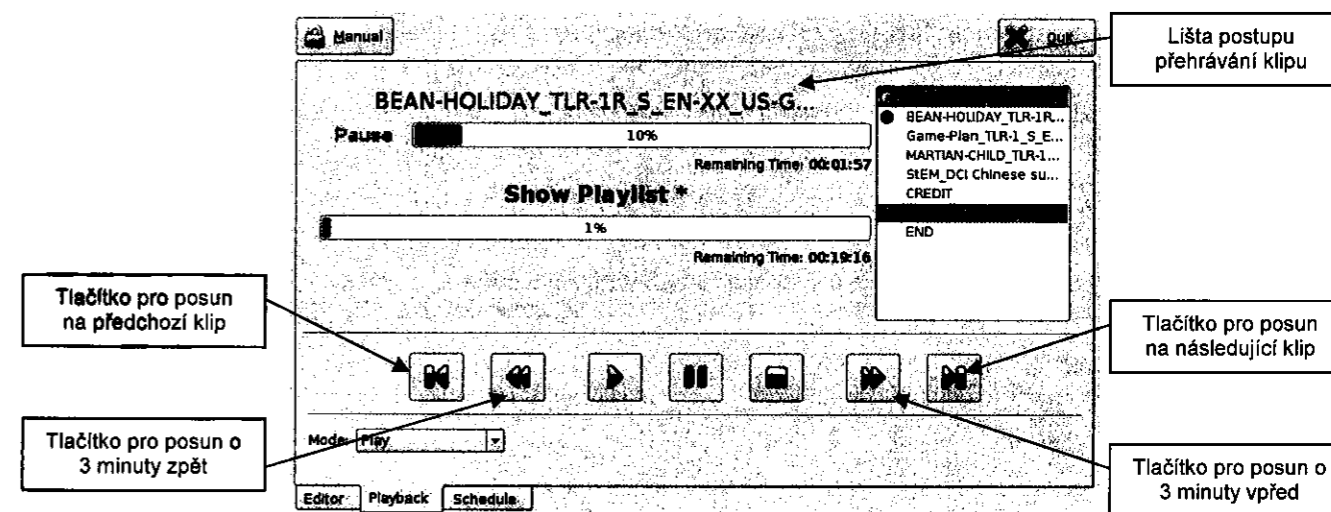 Manual
Quit
Lišta postupu
přehrávání klipu
BEAN-HOLIDAY_TLR-1R_S_EN-XX_US-G...
Pause
10%
Remaining Time: 00:01:57
Show Playlist *
1%
Remaining Time: 00:19:16
BEAN-HOLIDAY_TLR-1R...
Game-Plan_TLR-1_S_E...
MARTIAN-CHILD_TLR-1...
StEM_DCI Chinese su...
CREDIT
END
Tlačítko pro posun
na předchozí klip
Tlačítko pro posun
na následující klip
Mode: Play
Tlačítko pro posun o
3 minuty zpět
Tlačítko pro posun o
3 minuty vpřed
Editor Playback Schedule